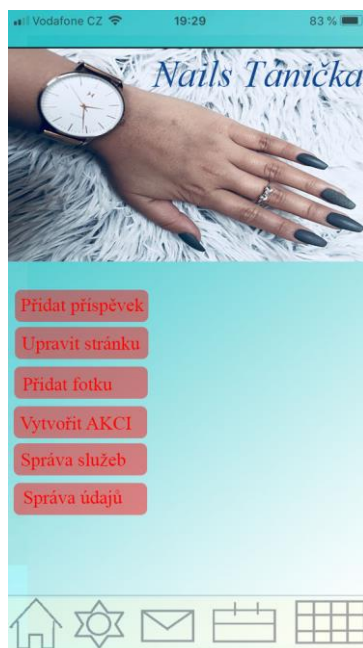 Vodafone CZ 19:29 83 %
Nails Tanička
Přidat příspěvek
Upravit stránku
Přidat fotku
Vytvořit AKCI
Správa služeb
Správa údajů